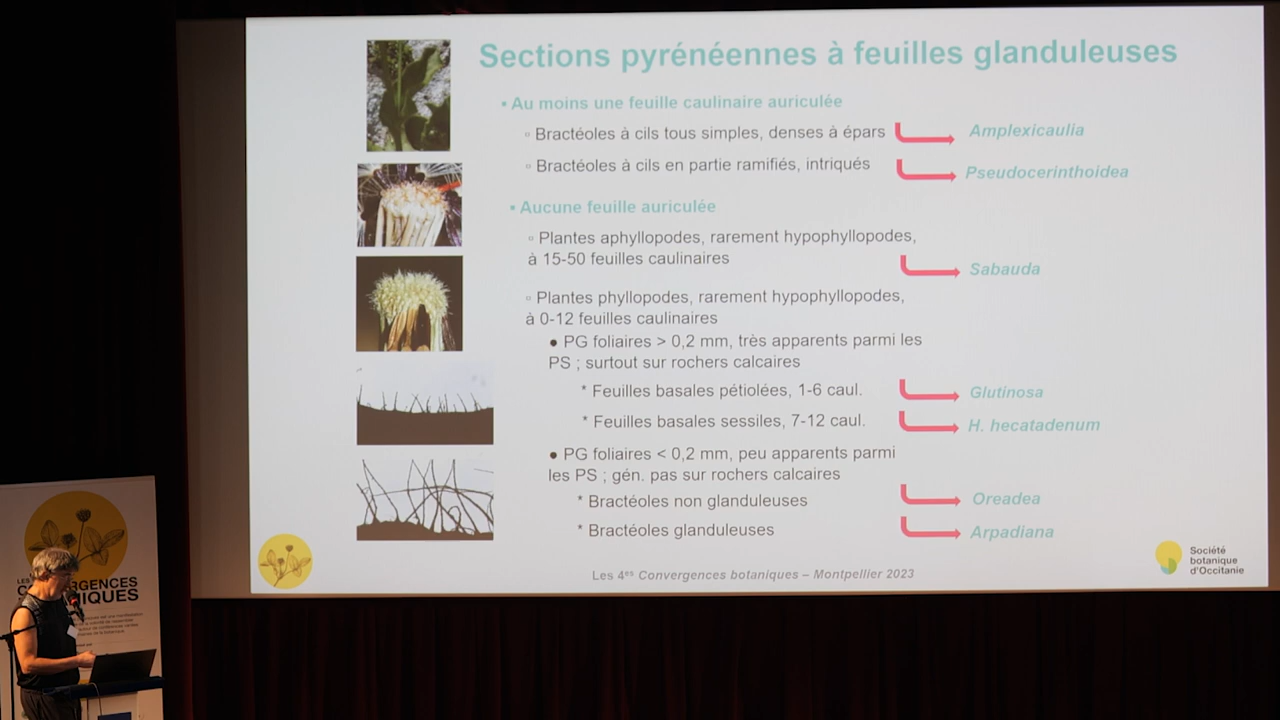 Sections pyrénéennes à feuilles glanduleuses
• Au moins une feuille caulinaire auriculée
▫ Bractéoles à cils tous simples, denses à épars
Amplexicaulia
▫ Bractéoles à cils en partie ramifiés, intriqués
Pseudocerinthoidea
• Aucune feuille auriculée
▫ Plantes aphyllopodes, rarement hypophyllopodes,
à 15-50 feuilles caulinaires
Sabauda
▫ Plantes phyllopodes, rarement hypophyllopodes,
à 0-12 feuilles caulinaires
● PG foliaires > 0,2 mm, très apparents parmi les
PS ; surtout sur rochers calcaires
* Feuilles basales pétiolées, 1-6 caul.
Glutinosa
* Feuilles basales sessiles, 7-12 caul.
H. hecatadenum
● PG foliaires < 0,2 mm, peu apparents parmi
les PS ; gén. pas sur rochers calcaires
* Bractéoles non glanduleuses
Oreadea
* Bractéoles glanduleuses
Arpadiana
Les 4es Convergences botaniques – Montpellier 2023
Société
botanique
d'Occitanie
LES
RGENCES
IQUES